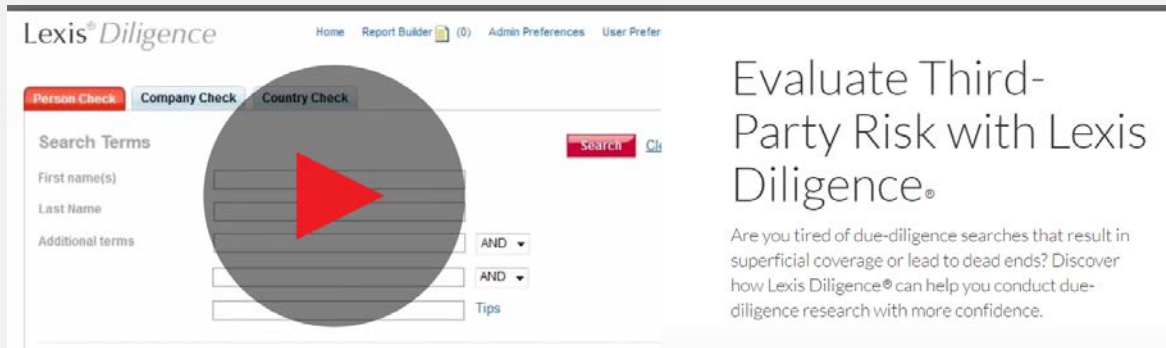 Lexis® Diligence
Home Report Builder (0) Admin Preferences User Prefer
Person Check Company Check Country Check
Search Terms
Search Cle
First name(s)
Last Name
Additional terms
AND
AND
Tips
Evaluate Third-
Party Risk with Lexis
Diligence®
Are you tired of due-diligence searches that result in
superficial coverage or lead to dead ends? Discover
how Lexis Diligence® can help you conduct due-
diligence research with more confidence.